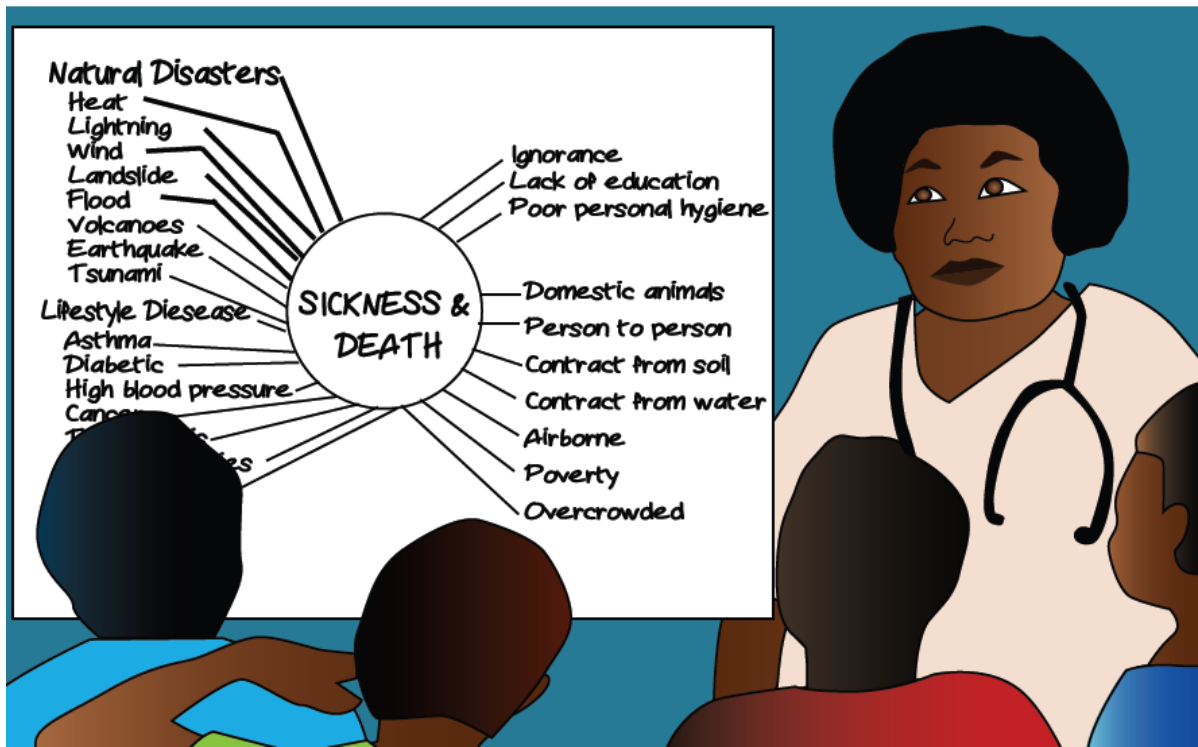 Natural Disasters
Heat
Lightning
Wind
Landslide
Flood
Volcanoes
Earthquake
Tsunami
Lifestyle Diesease
Asthma
Diabetic
High blood pressure
SICKNESS &
DEATH
Ignorance
Lack of education
Poor personal hygiene
Domestic animals
Person to person
Contract from soil
Contract from water
Airborne
Poverty
Overcrowded